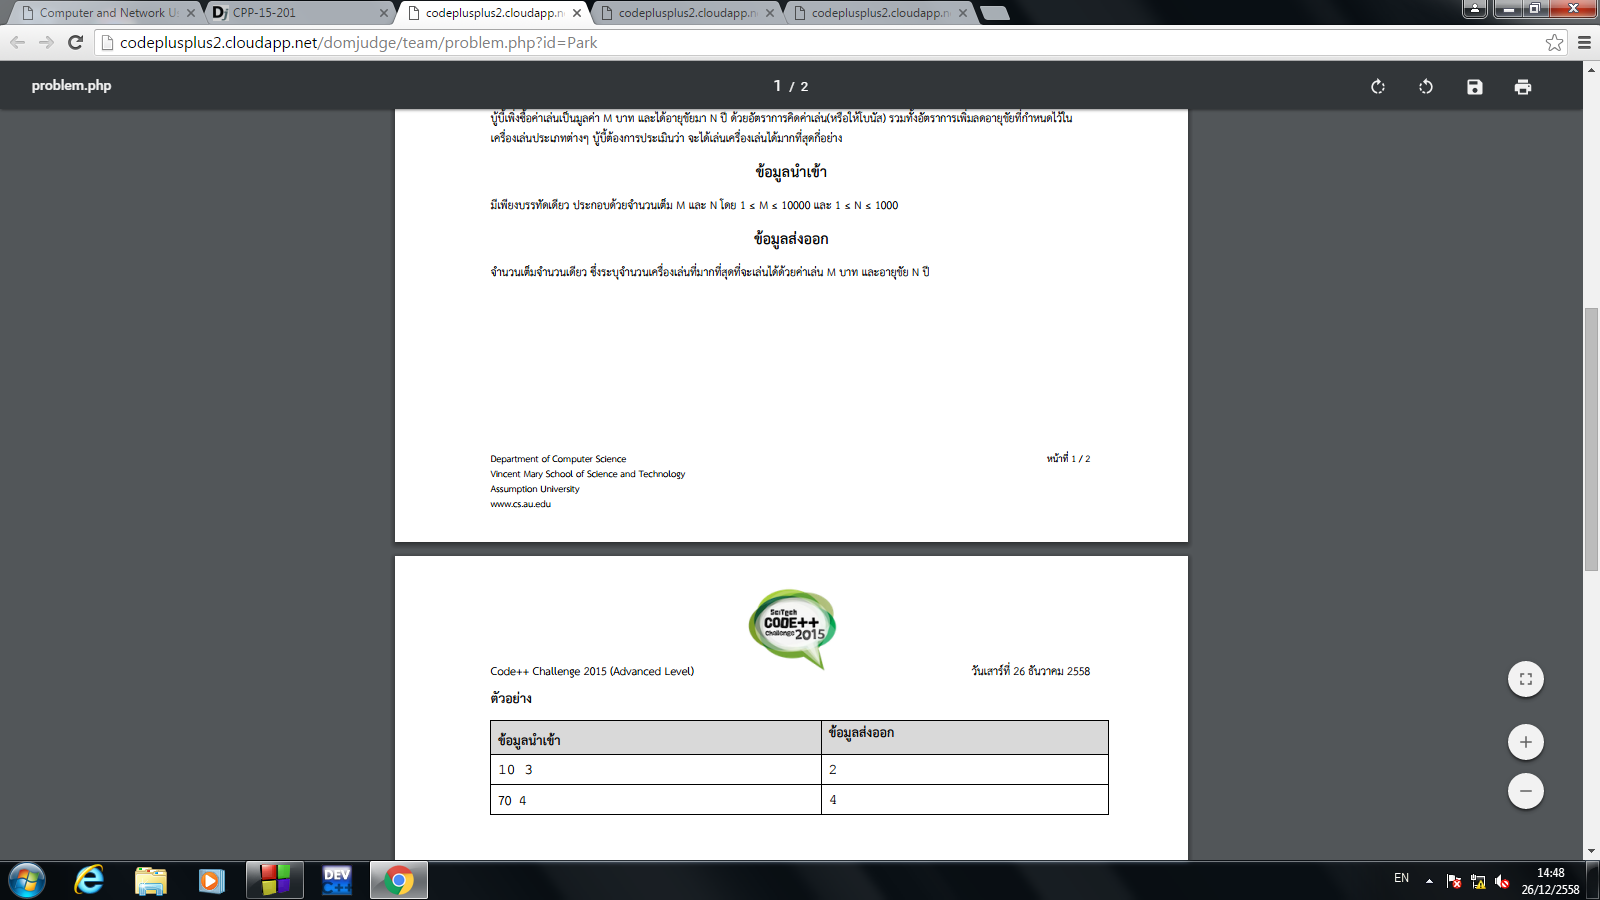 Computer and Network U
CPP-15-201
codeplusplus2.cloudapp.n
codeplusplus2.cloudapp.n
codeplusplus2.cloudapp.n
codeplusplus2.cloudapp.net/domjudge/team/problem.php?id=Park
problem.php
1 / 2
บู้บี้เพิ่งซื้อค่าเล่นเป็นมูลค่า M บาท และได้อายุขัยมา N ปี ด้วยอัตราการคิดค่าเล่น(หรือให้โบนัส) รวมทั้งอัตราการเพิ่มลดอายุขัยที่กำหนดไว้ใน
เครื่องเล่นประเภทต่างๆ บู้บี้ต้องการประเมินว่า จะได้เล่นเครื่องเล่นได้มากที่สุดกี่อย่าง
ข้อมูลนำเข้า
มีเพียงบรรทัดเดียว ประกอบด้วยจำนวนเต็ม M และ N โดย 1 ≤ M ≤ 10000 และ 1 ≤ N ≤ 1000
ข้อมูลส่งออก
จำนวนเต็มจำนวนเดียว ซึ่งระบุจำนวนเครื่องเล่นที่มากที่สุดที่จะเล่นได้ด้วยค่าเล่น M บาท และอายุขัย N ปี
Department of Computer Science
หน้าที่ 1 / 2
Vincent Mary School of Science and Technology
Assumption University
www.cs.au.edu
SciTech
CODE++
Challenge 2015
Code++ Challenge 2015 (Advanced Level)
วันเสาร์ที่ 26 ธันวาคม 2558
ตัวอย่าง
ข้อมูลนำเข้า
ข้อมูลส่งออก
10 3
2
70 4
4
DEV
C++
EN
14:48
26/12/2558